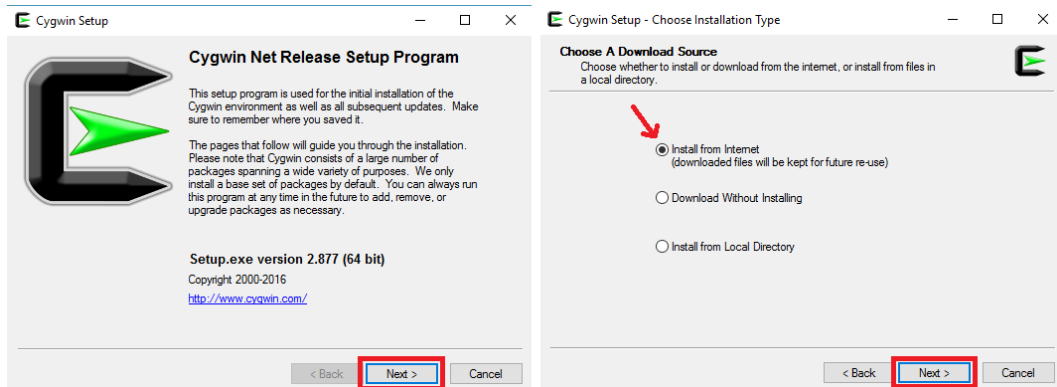 Cygwin Setup
Cygwin Net Release Setup Program
This setup program is used for the initial installation of the
Cygwin environment as well as all subsequent updates. Make
sure to remember where you saved it.
The pages that follow will guide you through the installation.
Please note that Cygwin consists of a large number of
packages spanning a wide variety of purposes. We only
install a base set of packages by default. You can always run
this program at any time in the future to add, remove, or
upgrade packages as necessary.
Setup.exe version 2.877 (64 bit)
Copyright 2000-2016
http://www.cygwin.com/
< Back
Next >
Cancel
Cygwin Setup - Choose Installation Type
Choose A Download Source
Choose whether to install or download from the internet, or install from files in
a local directory.
Install from Internet
(downloaded files will be kept for future re-use)
Download Without Installing
Install from Local Directory
< Back
Next >
Cancel